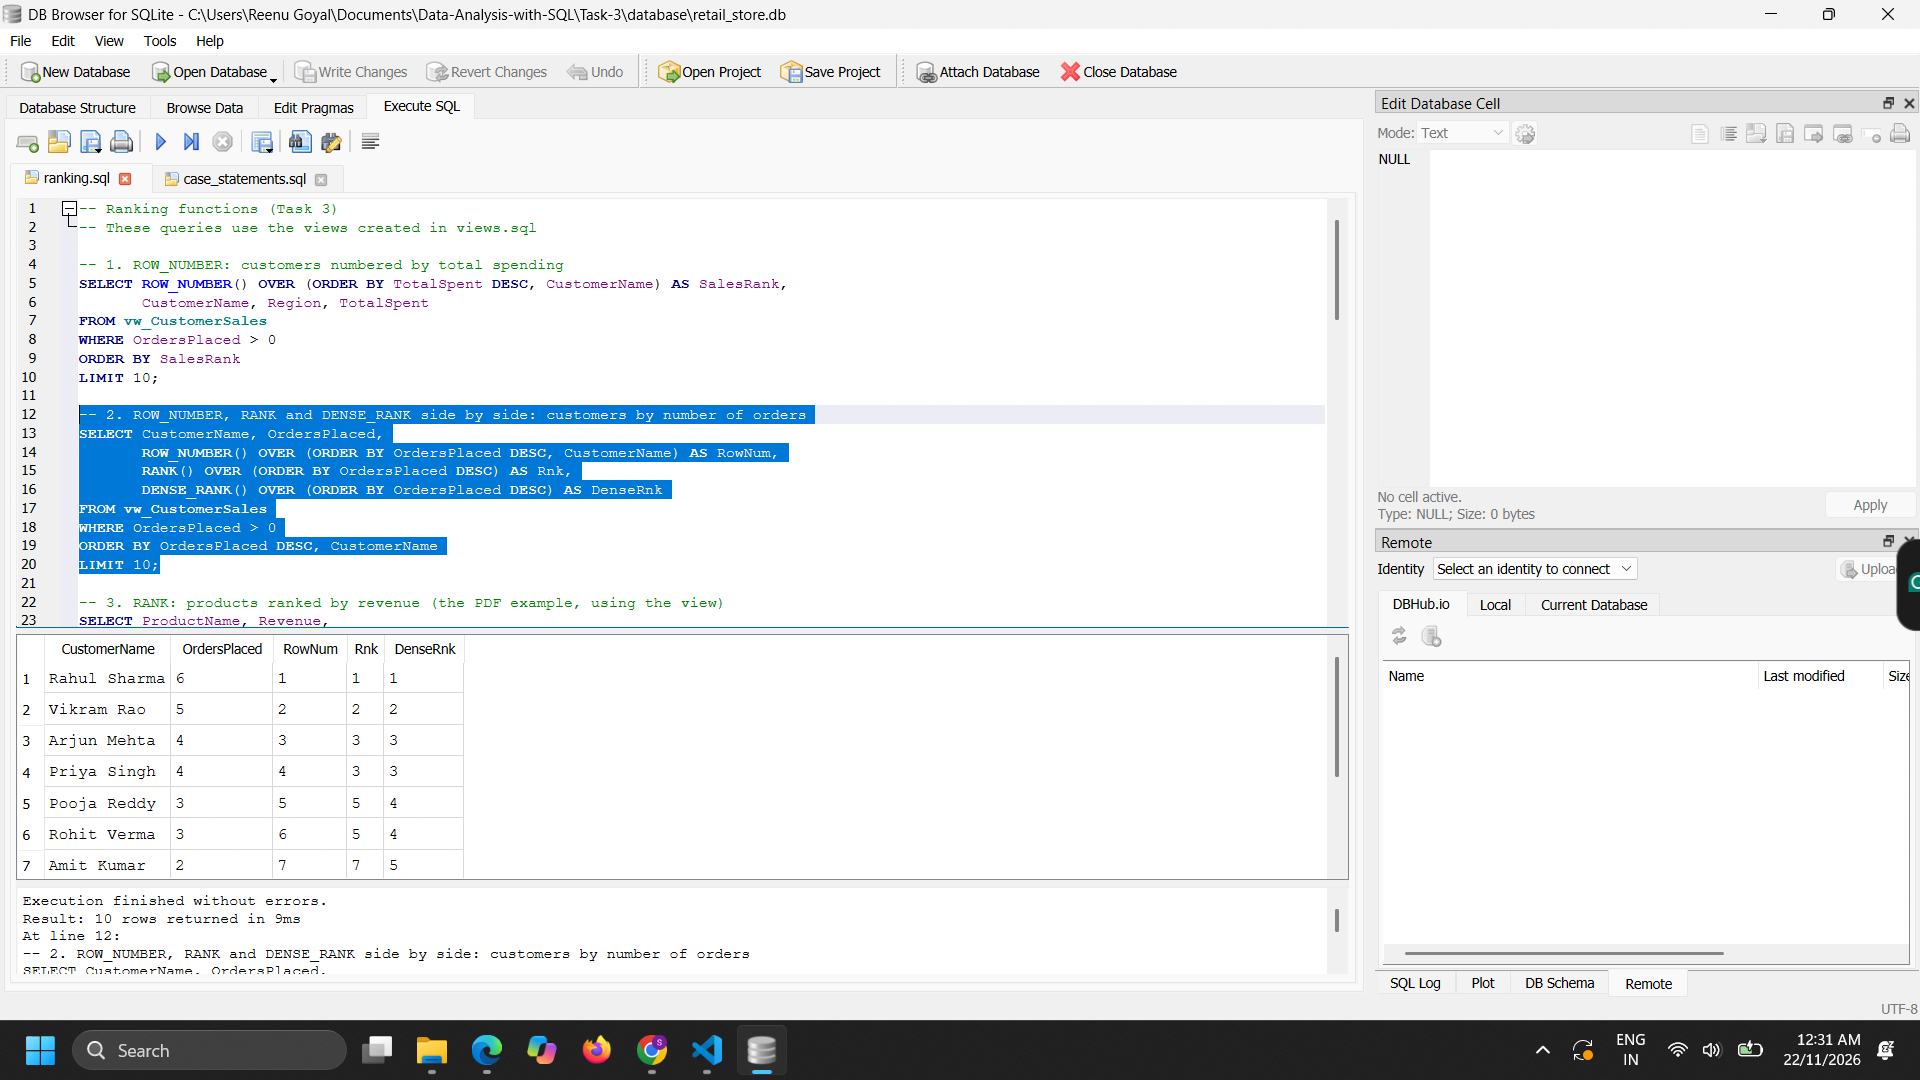 DB Browser for SQLite - C:\Users\Reenu Goyal\Documents\Data-Analysis-with-SQL\Task-3\database\retail_store.db
File Edit View Tools Help
New Database Open Database Write Changes Revert Changes Undo Open Project Save Project Attach Database Close Database
Database Structure Browse Data Edit Pragmas Execute SQL
ranking.sql case_statements.sql
1 -- Ranking functions (Task 3)
2 -- These queries use the views created in views.sql
3
4 -- 1. ROW_NUMBER: customers numbered by total spending
5 SELECT ROW_NUMBER() OVER (ORDER BY TotalSpent DESC, CustomerName) AS SalesRank,
6 CustomerName, Region, TotalSpent
7 FROM vw_CustomerSales
8 WHERE OrdersPlaced > 0
9 ORDER BY SalesRank
10 LIMIT 10;
11
12 -- 2. ROW_NUMBER, RANK and DENSE_RANK side by side: customers by number of orders
13 SELECT CustomerName, OrdersPlaced,
14 ROW_NUMBER() OVER (ORDER BY OrdersPlaced DESC, CustomerName) AS RowNum,
15 RANK() OVER (ORDER BY OrdersPlaced DESC) AS Rnk,
16 DENSE_RANK() OVER (ORDER BY OrdersPlaced DESC) AS DenseRnk
17 FROM vw_CustomerSales
18 WHERE OrdersPlaced > 0
19 ORDER BY OrdersPlaced DESC, CustomerName
20 LIMIT 10;
21
22 -- 3. RANK: products ranked by revenue (the PDF example, using the view)
23 SELECT ProductName, Revenue,
CustomerName OrdersPlaced RowNum Rnk DenseRnk
1 Rahul Sharma 6 1 1 1
2 Vikram Rao 5 2 2 2
3 Arjun Mehta 4 3 3 3
4 Priya Singh 4 4 3 3
5 Pooja Reddy 3 5 5 4
6 Rohit Verma 3 6 5 4
7 Amit Kumar 2 7 7 5
Execution finished without errors.
Result: 10 rows returned in 9ms
At line 12:
-- 2. ROW_NUMBER, RANK and DENSE_RANK side by side: customers by number of orders
SELECT CustomerName, OrdersPlaced,
Edit Database Cell
Mode: Text
NULL
No cell active.
Type: NULL; Size: 0 bytes
Apply
Remote
Identity Select an identity to connect Uploa
DBHub.io Local Current Database
Name Last modified Size
SQL Log Plot DB Schema Remote
UTF-8
Search
ENG
IN
12:31 AM
22/11/2026